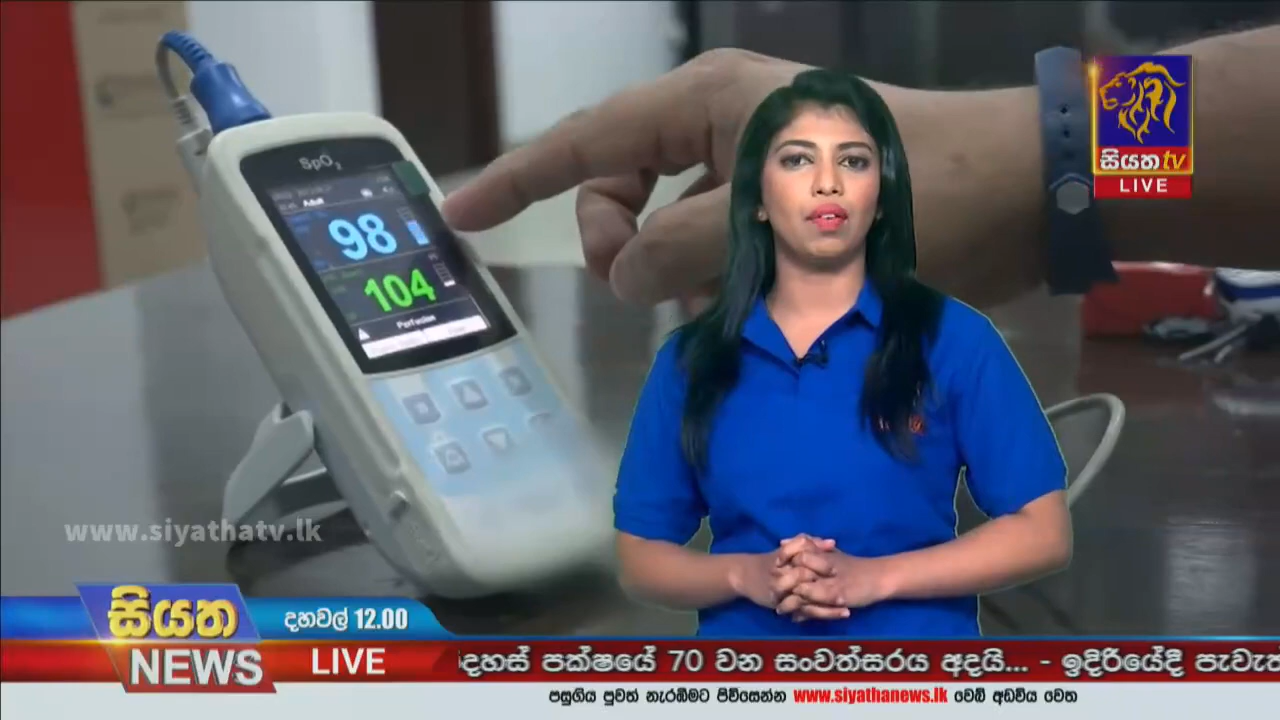 SpO2
Adult
98
104
Perfusion
සියත tv
LIVE
www.siyathatv.lk
සියත
NEWS
දහවල් 12.00
LIVE
නිදහස් පක්ෂයේ 70 වන සංවත්සරය අදයි... - ඉදිරියේදී පැවැත්
පසුගිය පුවත් නැරඹීමට පිවිසෙන්න www.siyathanews.lk වෙබ් අඩවිය වෙත